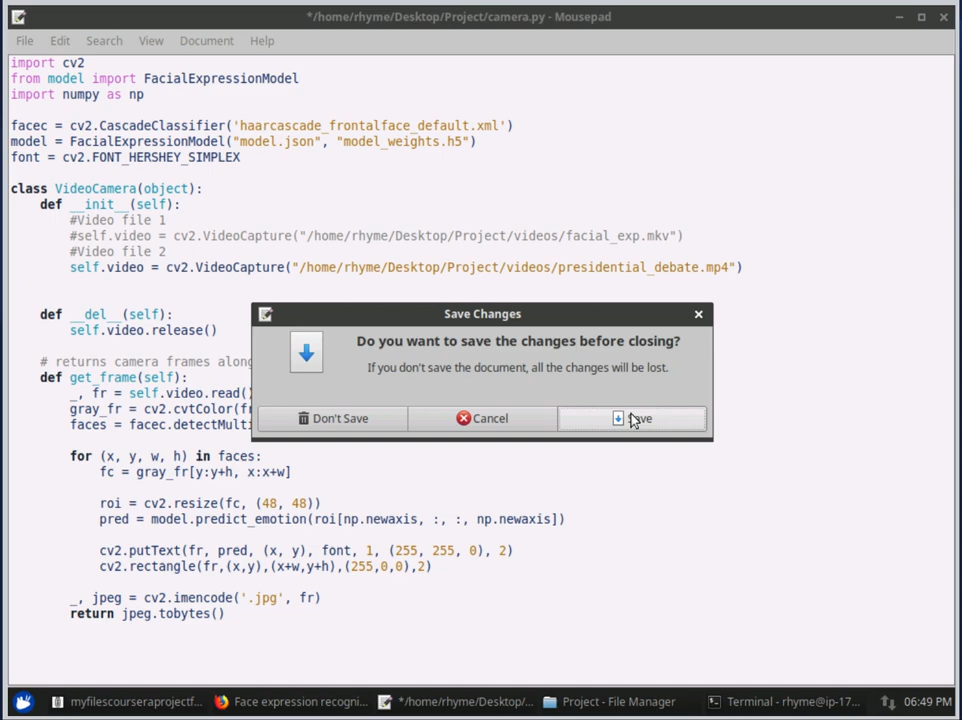 */home/rhyme/Desktop/Project/camera.py - Mousepad
File Edit Search View Document Help
import cv2
from model import FacialExpressionModel
import numpy as np
facec = cv2.CascadeClassifier('haarcascade_frontalface_default.xml')
model = FacialExpressionModel("model.json", "model_weights.h5")
font = cv2.FONT_HERSHEY_SIMPLEX
class VideoCamera(object):
def __init__(self):
#Video file 1
#self.video = cv2.VideoCapture("/home/rhyme/Desktop/Project/videos/facial_exp.mkv")
#Video file 2
self.video = cv2.VideoCapture("/home/rhyme/Desktop/Project/videos/presidential_debate.mp4")
def __del__(self):
self.video.release()
# returns camera frames along
def get_frame(self):
_, fr = self.video.read()
gray_fr = cv2.cvtColor(fr
faces = facec.detectMulti
for (x, y, w, h) in faces:
fc = gray_fr[y:y+h, x:x+w]
roi = cv2.resize(fc, (48, 48))
pred = model.predict_emotion(roi[np.newaxis, :, :, np.newaxis])
cv2.putText(fr, pred, (x, y), font, 1, (255, 255, 0), 2)
cv2.rectangle(fr,(x,y),(x+w,y+h),(255,0,0),2)
_, jpeg = cv2.imencode('.jpg', fr)
return jpeg.tobytes()
Save Changes
Do you want to save the changes before closing?
If you don't save the document, all the changes will be lost.
Don't Save Cancel Save
myfilescourseraprojectf... Face expression recogni... */home/rhyme/Desktop/... Project - File Manager Terminal - rhyme@ip-17... 06:49 PM